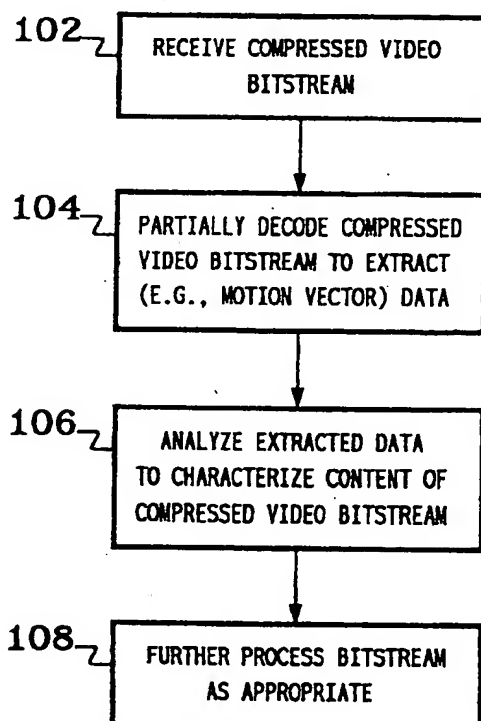 102
RECEIVE COMPRESSED VIDEO
BITSTREAM
104
PARTIALLY DECODE COMPRESSED
VIDEO BITSTREAM TO EXTRACT
(E.G., MOTION VECTOR) DATA
106
ANALYZE EXTRACTED DATA
TO CHARACTERIZE CONTENT OF
COMPRESSED VIDEO BITSTREAM
108
FURTHER PROCESS BITSTREAM
AS APPROPRIATE